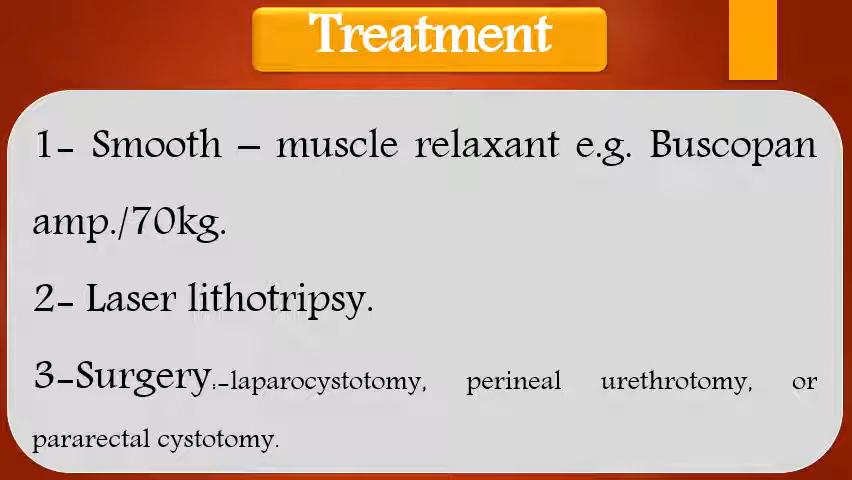 Treatment
1- Smooth – muscle relaxant e.g. Buscopan
amp./70kg.
2- Laser lithotripsy.
3-Surgery:-laparocystotomy, perineal urethrotomy, or
pararectal cystotomy.